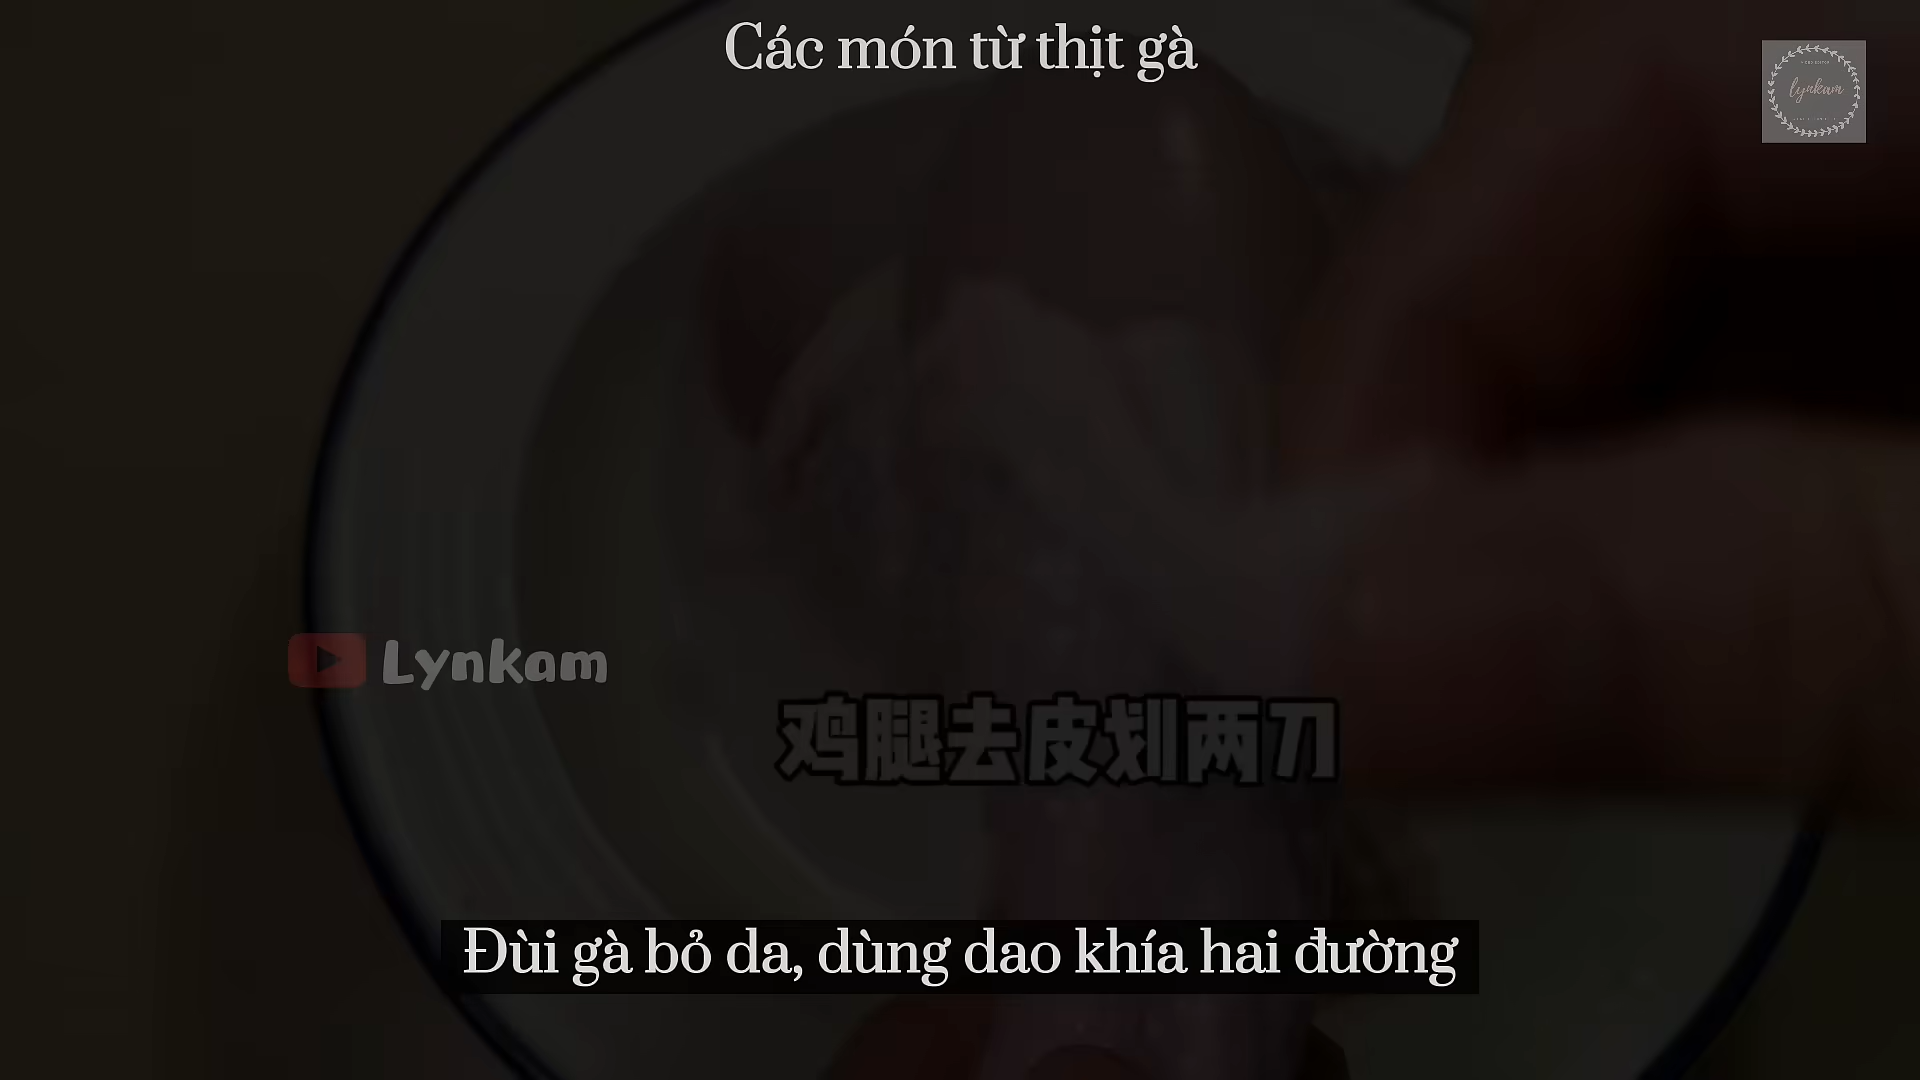 Các món từ thịt gà
lynkam
Lynkam
鸡腿去皮划两刀
Đùi gà bỏ da, dùng dao khía hai đường